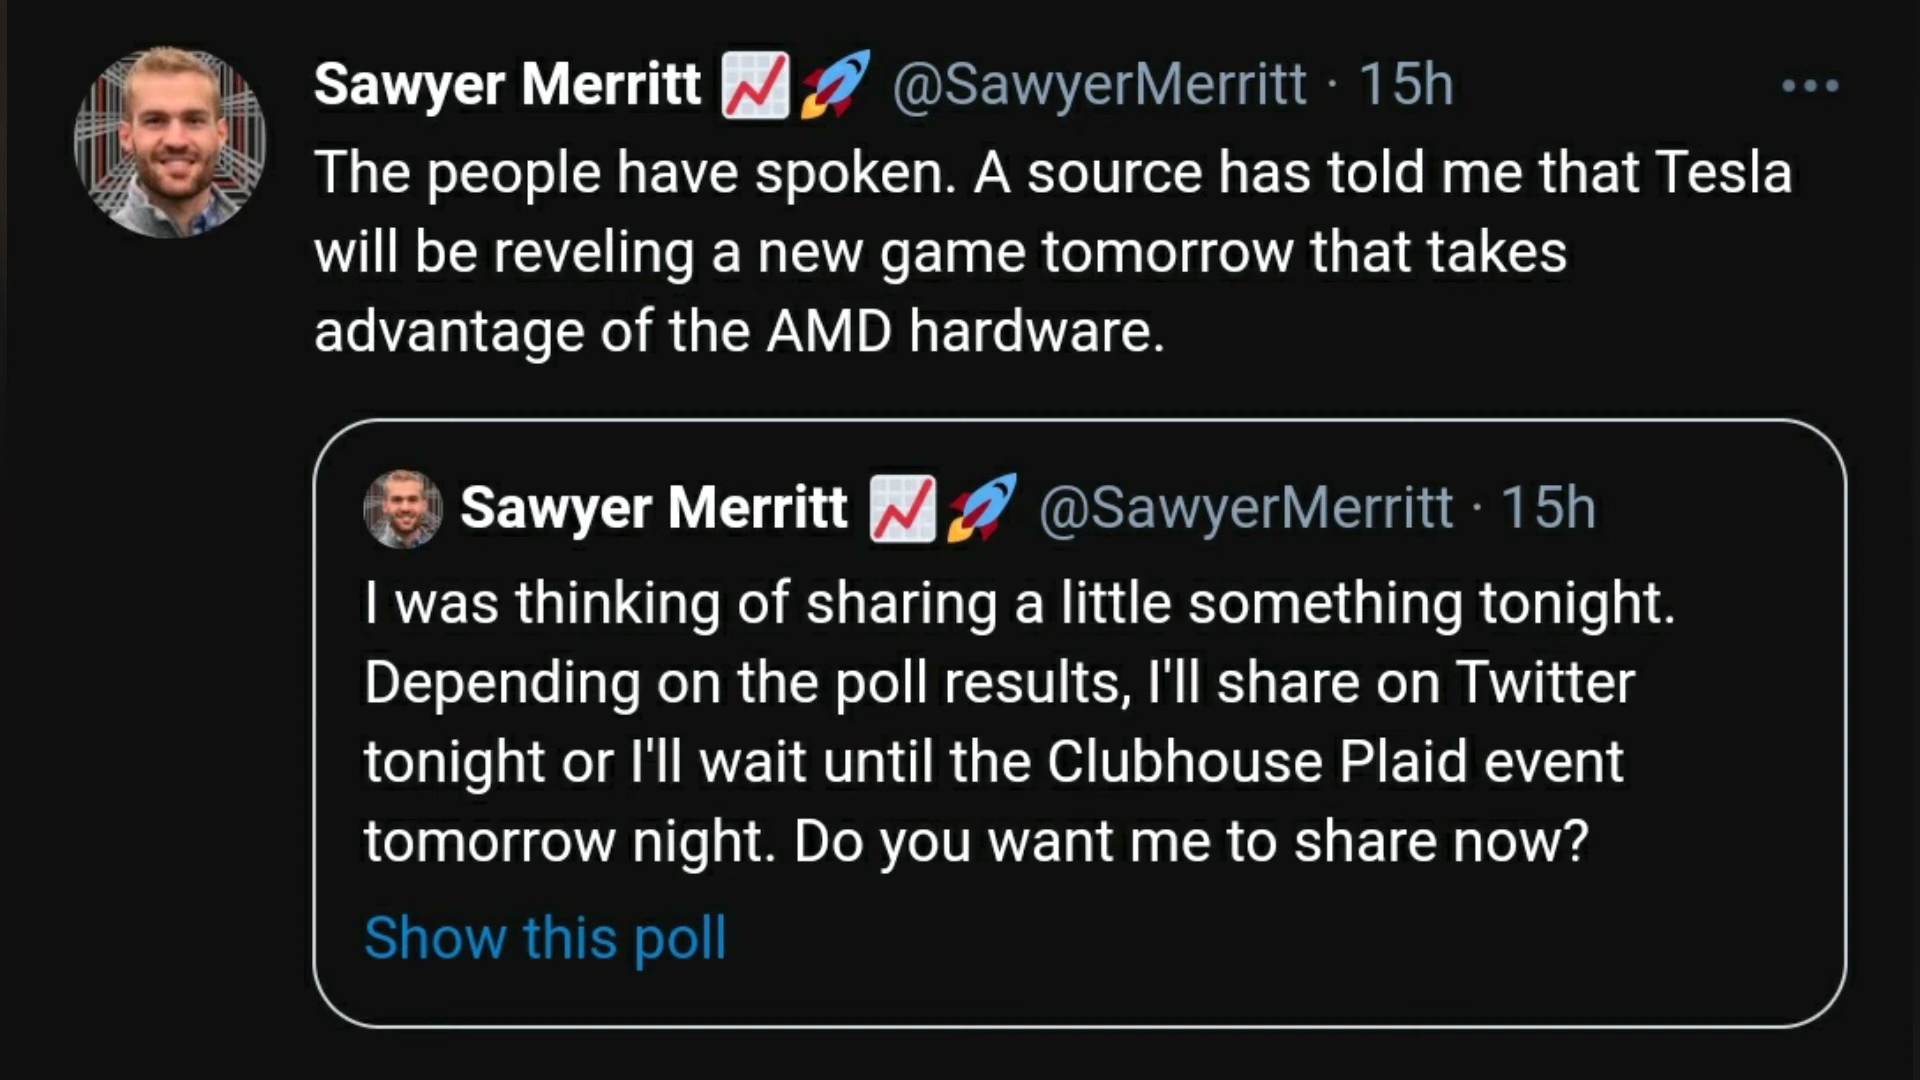 Sawyer Merritt 📈🚀 @SawyerMerritt · 15h
The people have spoken. A source has told me that Tesla
will be reveling a new game tomorrow that takes
advantage of the AMD hardware.
Sawyer Merritt 📈🚀 @SawyerMerritt · 15h
I was thinking of sharing a little something tonight.
Depending on the poll results, I'll share on Twitter
tonight or I'll wait until the Clubhouse Plaid event
tomorrow night. Do you want me to share now?
Show this poll